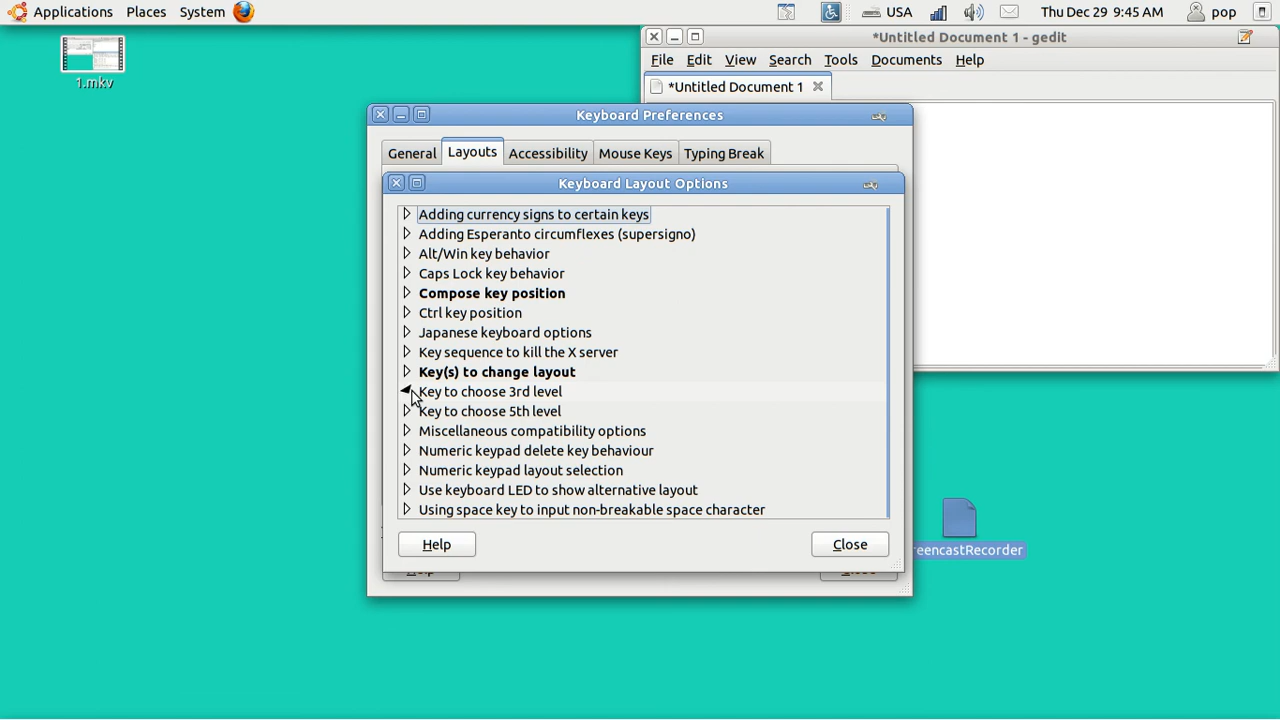 Applications Places System USA Thu Dec 29 9:45 AM pop
1.mkv
*Untitled Document 1 - gedit
File Edit View Search Tools Documents Help
*Untitled Document 1
Keyboard Preferences
General Layouts Accessibility Mouse Keys Typing Break
Keyboard Layout Options
Adding currency signs to certain keys
Adding Esperanto circumflexes (supersigno)
Alt/Win key behavior
Caps Lock key behavior
Compose key position
Ctrl key position
Japanese keyboard options
Key sequence to kill the X server
Key(s) to change layout
Key to choose 3rd level
Key to choose 5th level
Miscellaneous compatibility options
Numeric keypad delete key behaviour
Numeric keypad layout selection
Use keyboard LED to show alternative layout
Using space key to input non-breakable space character
Help Close
reencastRecorder